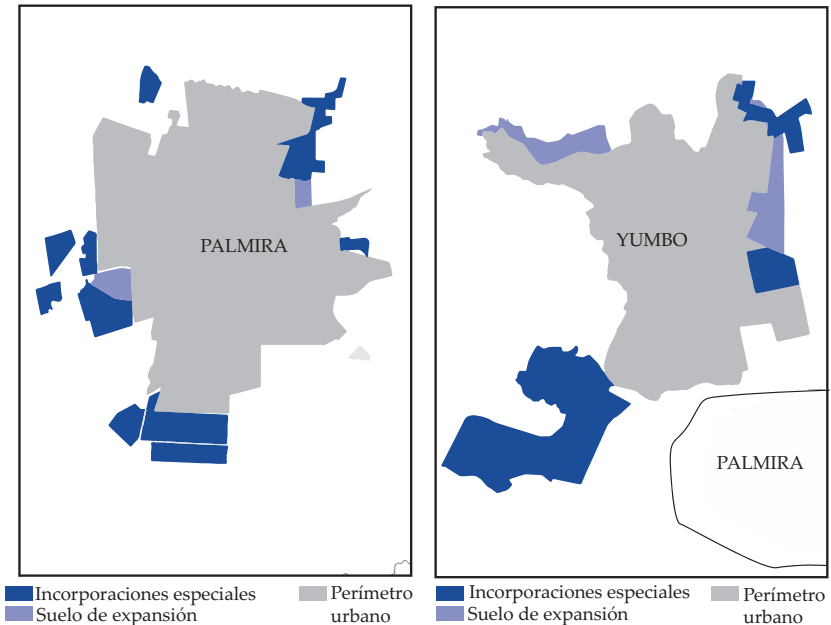 PALMIRA
Incorporaciones especiales
Suelo de expansión
Perímetro
urbano
YUMBO
PALMIRA
Incorporaciones especiales
Suelo de expansión
Perímetro
urbano